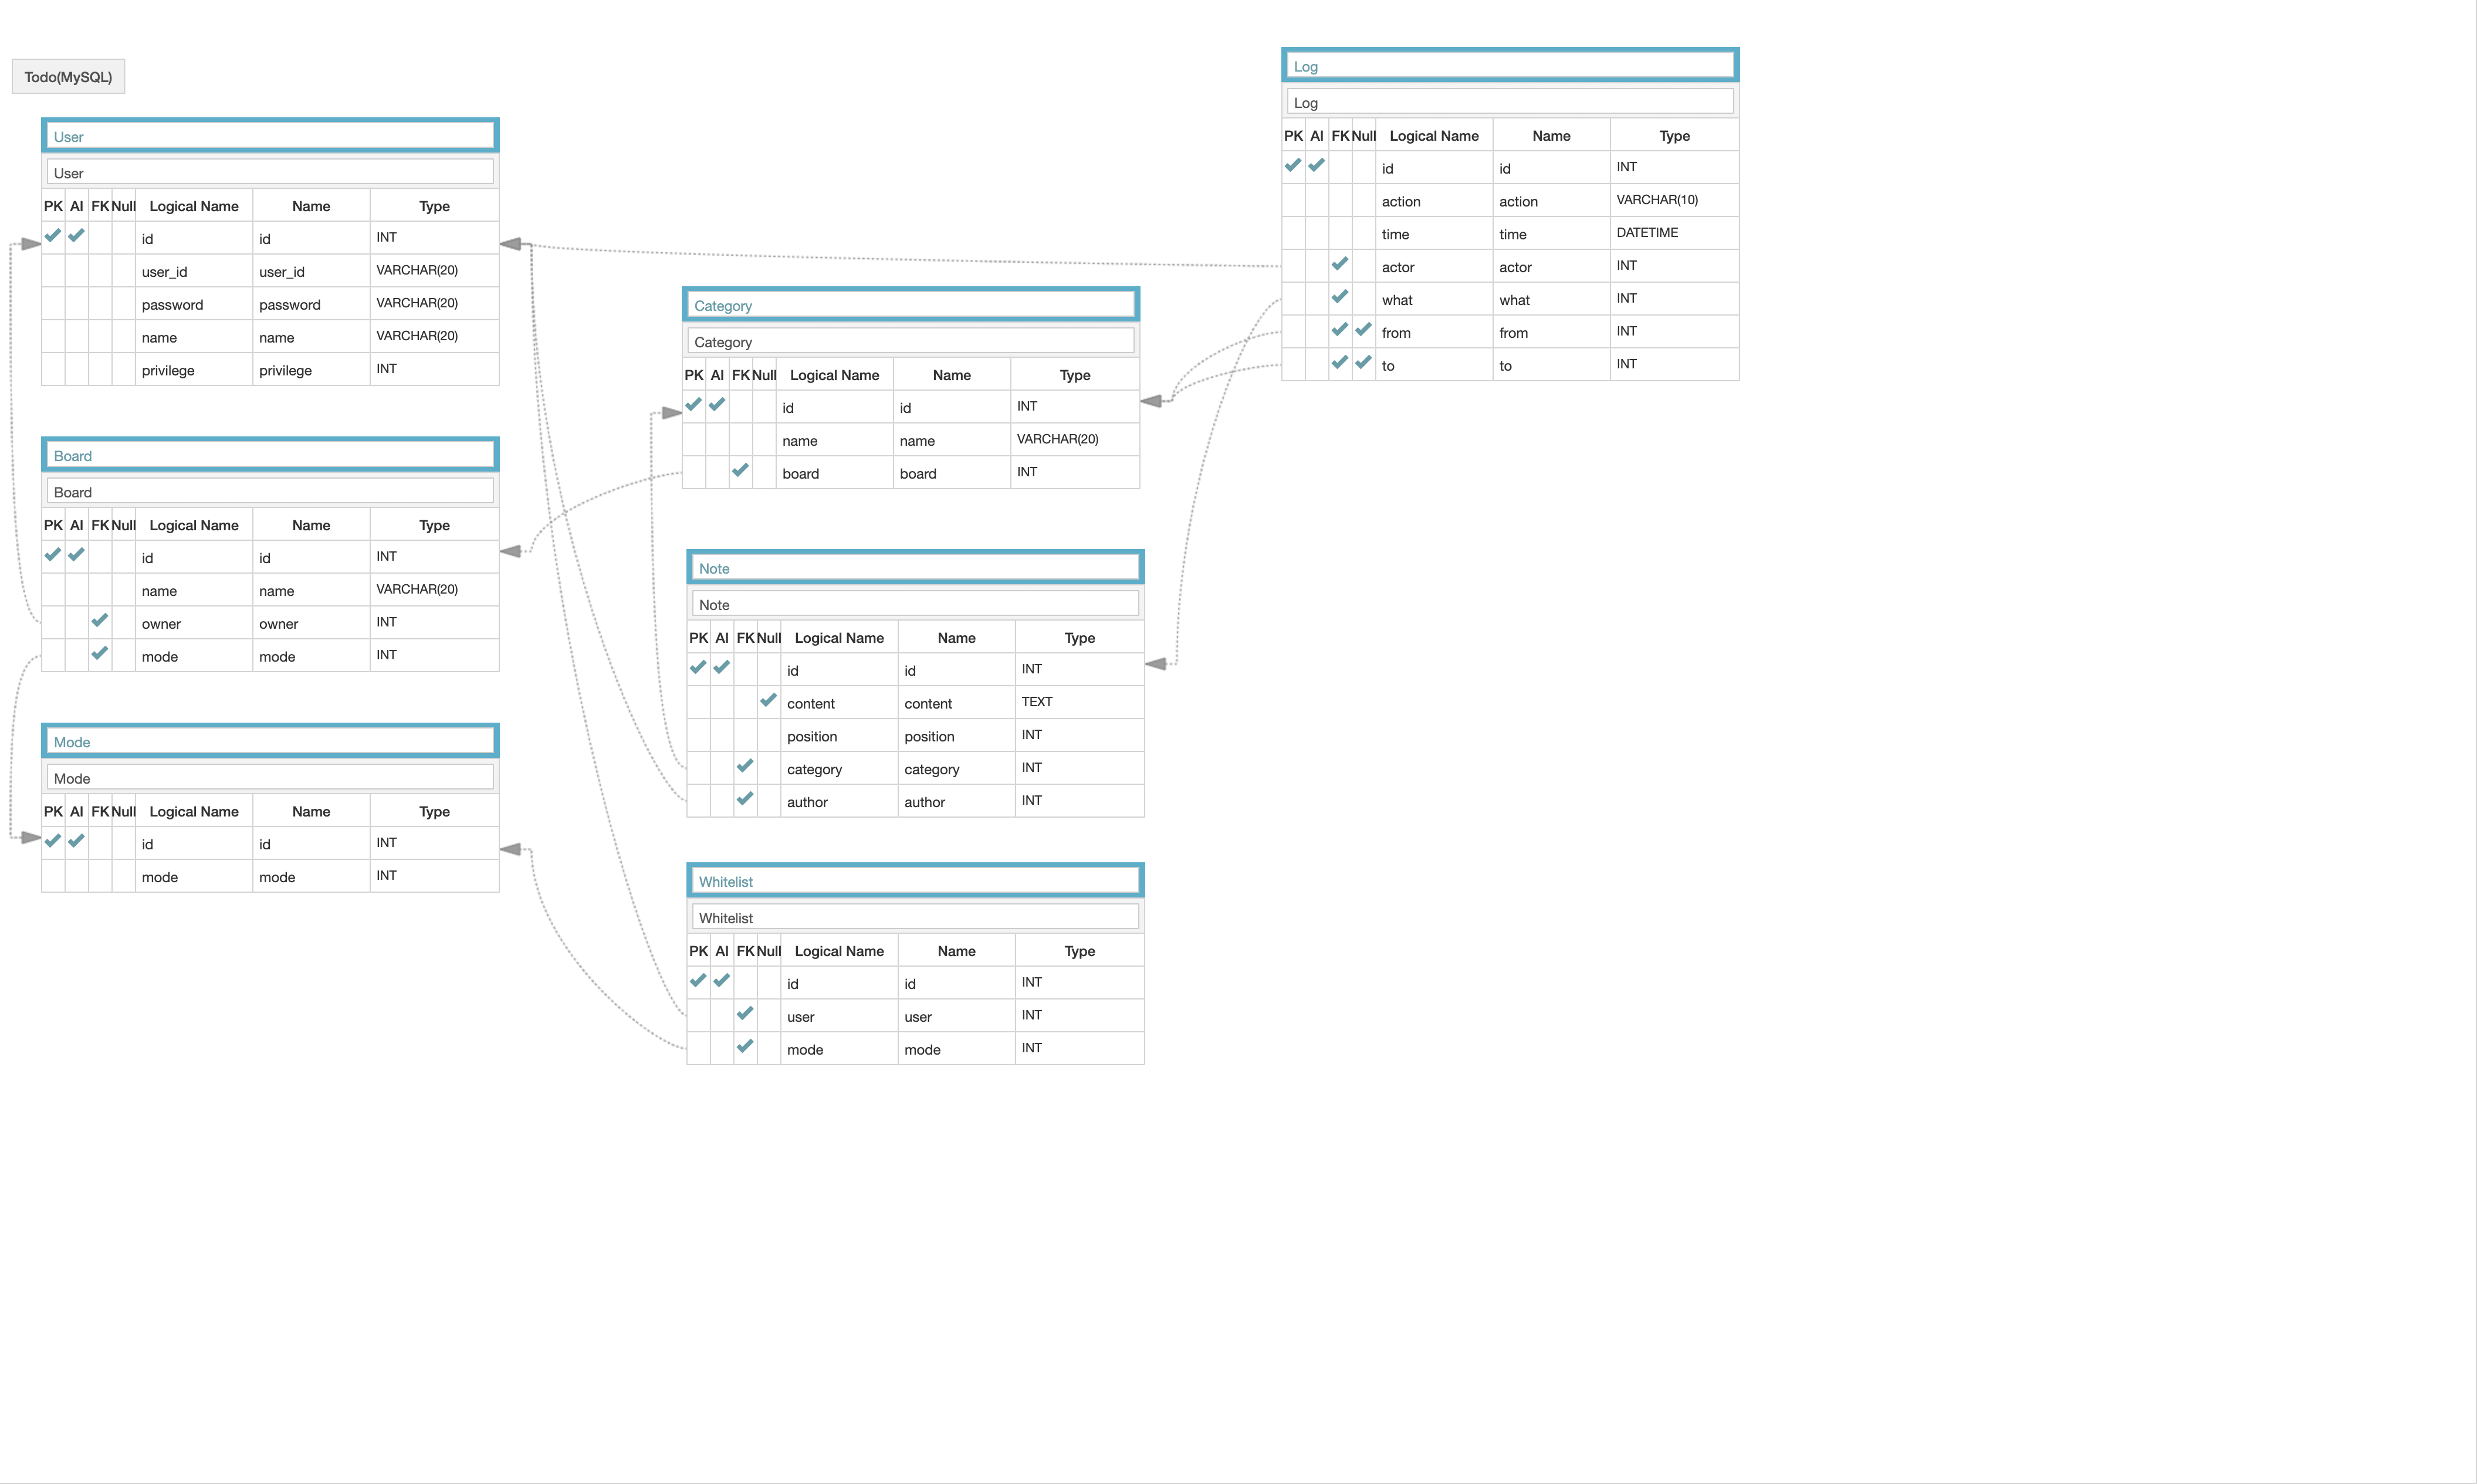 Todo(MySQL)
User
User
PK AI FK Null Logical Name Name Type
id id INT
user_id user_id VARCHAR(20)
password password VARCHAR(20)
name name VARCHAR(20)
privilege privilege INT
Board
Board
PK AI FK Null Logical Name Name Type
id id INT
name name VARCHAR(20)
owner owner INT
mode mode INT
Mode
Mode
PK AI FK Null Logical Name Name Type
id id INT
mode mode INT
Category
Category
PK AI FK Null Logical Name Name Type
id id INT
name name VARCHAR(20)
board board INT
Note
Note
PK AI FK Null Logical Name Name Type
id id INT
content content TEXT
position position INT
category category INT
author author INT
Whitelist
Whitelist
PK AI FK Null Logical Name Name Type
id id INT
user user INT
mode mode INT
Log
Log
PK AI FK Null Logical Name Name Type
id id INT
action action VARCHAR(10)
time time DATETIME
actor actor INT
what what INT
from from INT
to to INT